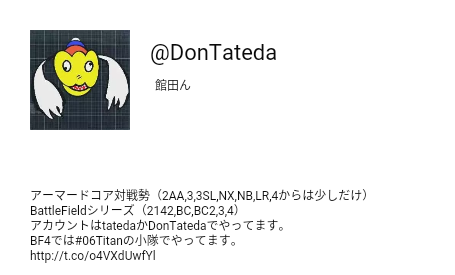 @DonTateda
館田ん
アーマードコア対戦勢（2AA,3,3SL,NX,NB,LR,4からは少しだけ）
BattleFieldシリーズ（2142,BC,BC2,3,4）
アカウントはtatedaかDonTatedaでやってます。
BF4では#06Titanの小隊でやってます。
http://t.co/o4VXdUwfYl